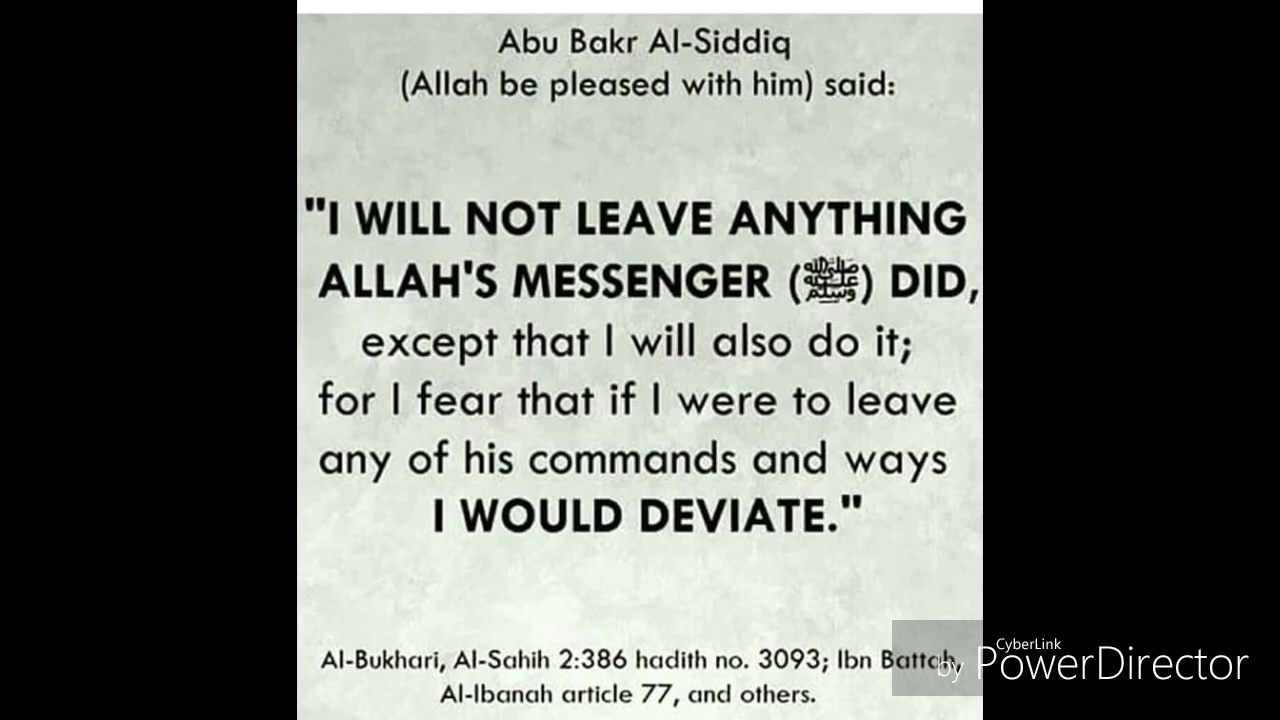 Abu Bakr Al-Siddiq
(Allah be pleased with him) said:
"I WILL NOT LEAVE ANYTHING
ALLAH'S MESSENGER (ﷺ) DID,
except that I will also do it;
for I fear that if I were to leave
any of his commands and ways
I WOULD DEVIATE."
Al-Bukhari, Al-Sahih 2:386 hadith no. 3093; Ibn Battah,
Al-Ibanah article 77, and others.
CyberLink
by PowerDirector